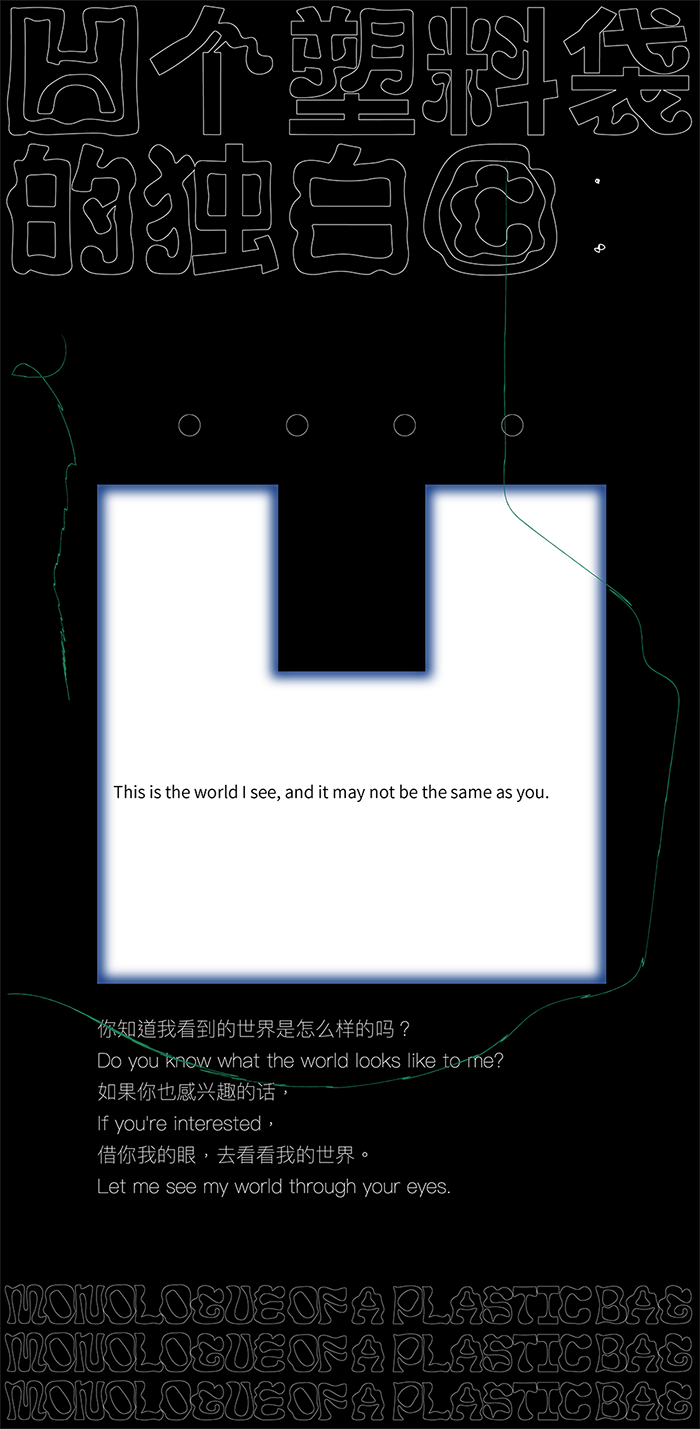 四个塑料袋
的独白©：
This is the world I see, and it may not be the same as you.
你知道我看到的世界是怎么样的吗？
Do you know what the world looks like to me?
如果你也感兴趣的话，
If you're interested，
借你我的眼，去看看我的世界。
Let me see my world through your eyes.
MONOLOGUE OF A PLASTIC BAG
MONOLOGUE OF A PLASTIC BAG
MONOLOGUE OF A PLASTIC BAG